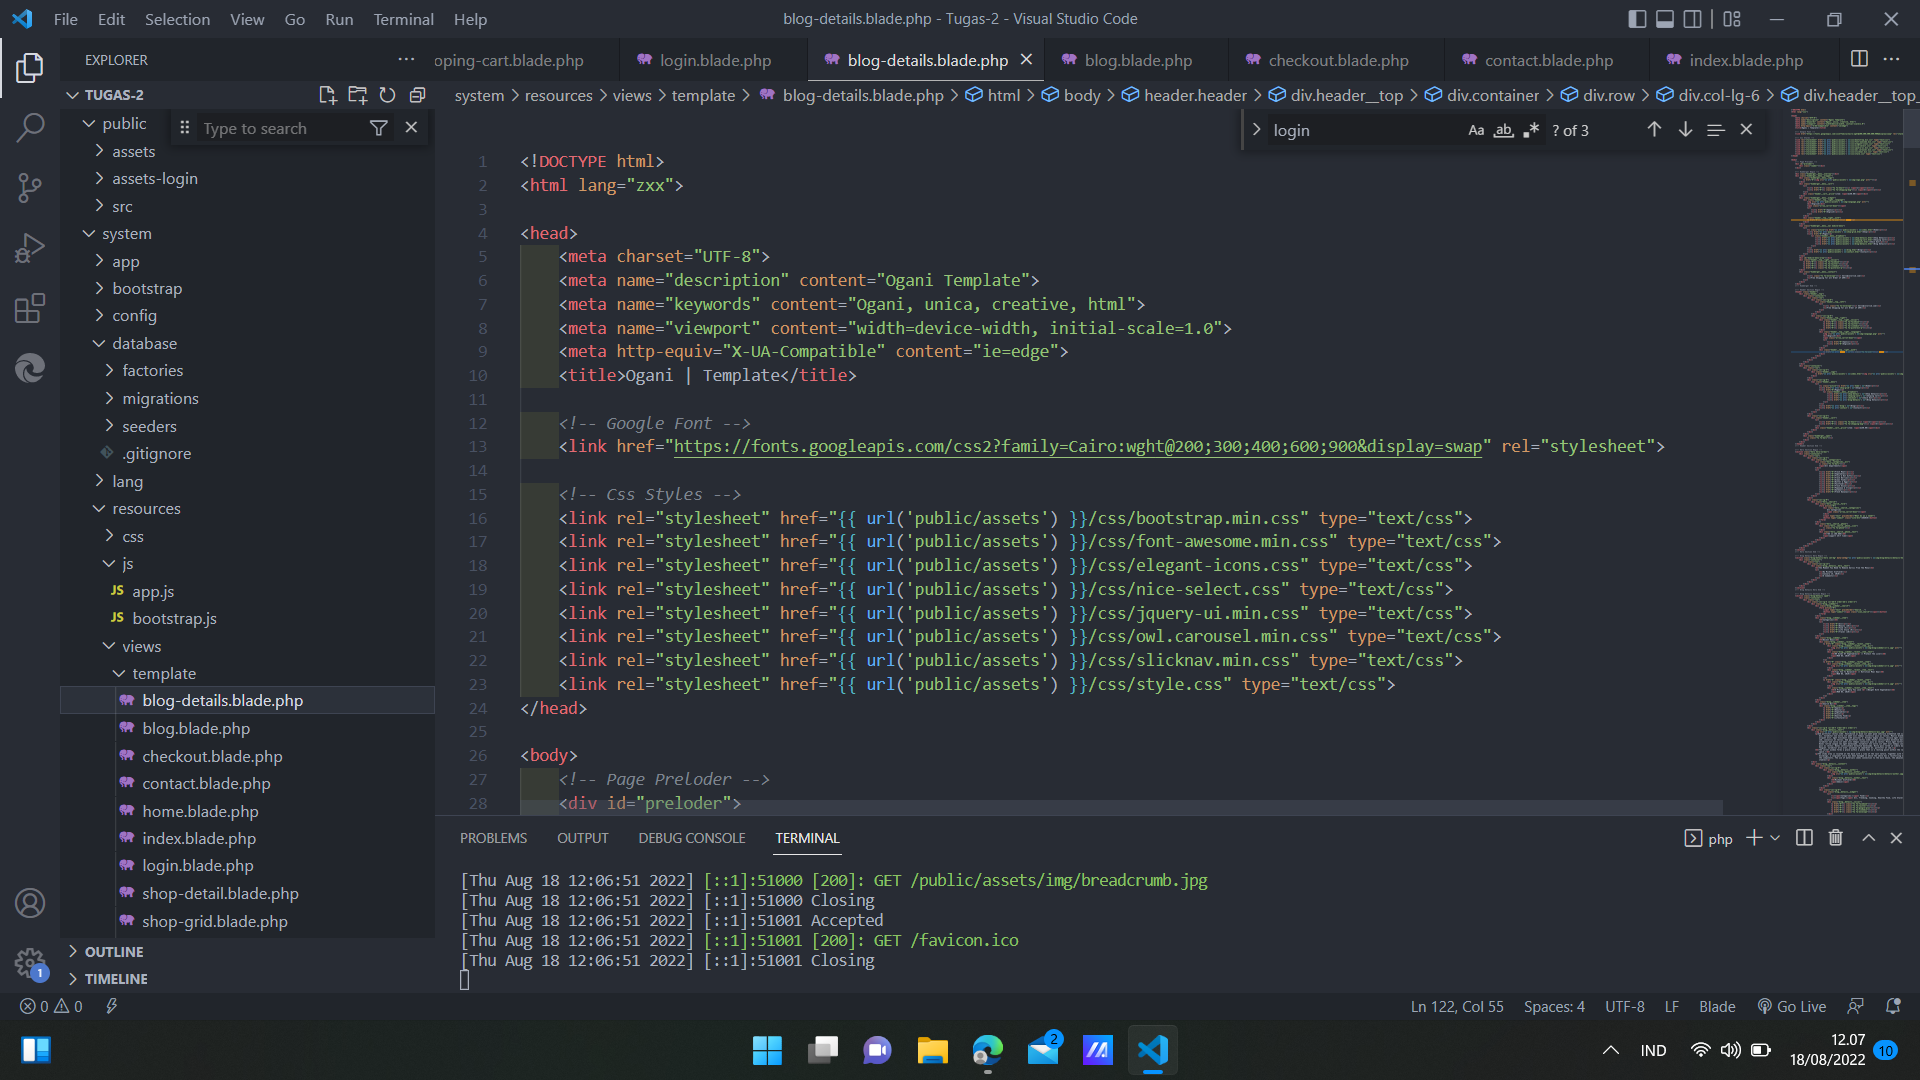 File Edit Selection View Go Run Terminal Help
blog-details.blade.php - Tugas-2 - Visual Studio Code
EXPLORER
oping-cart.blade.php login.blade.php blog-details.blade.php blog.blade.php checkout.blade.php contact.blade.php index.blade.php
TUGAS-2
system > resources > views > template > blog-details.blade.php > html > body > header.header > div.header__top > div.container > div.row > div.col-lg-6 > div.header__top_
public
Type to search
login
Aa ab .* ? of 3
assets
assets-login
src
system
app
bootstrap
config
database
factories
migrations
seeders
.gitignore
lang
resources
css
js
JS app.js
JS bootstrap.js
views
template
blog-details.blade.php
blog.blade.php
checkout.blade.php
contact.blade.php
home.blade.php
index.blade.php
login.blade.php
shop-detail.blade.php
shop-grid.blade.php
OUTLINE
TIMELINE
1 <!DOCTYPE html>
2 <html lang="zxx">
3
4 <head>
5 <meta charset="UTF-8">
6 <meta name="description" content="Ogani Template">
7 <meta name="keywords" content="Ogani, unica, creative, html">
8 <meta name="viewport" content="width=device-width, initial-scale=1.0">
9 <meta http-equiv="X-UA-Compatible" content="ie=edge">
10 <title>Ogani | Template</title>
11
12 <!-- Google Font -->
13 <link href="https://fonts.googleapis.com/css2?family=Cairo:wght@200;300;400;600;900&display=swap" rel="stylesheet">
14
15 <!-- Css Styles -->
16 <link rel="stylesheet" href="{{ url('public/assets') }}/css/bootstrap.min.css" type="text/css">
17 <link rel="stylesheet" href="{{ url('public/assets') }}/css/font-awesome.min.css" type="text/css">
18 <link rel="stylesheet" href="{{ url('public/assets') }}/css/elegant-icons.css" type="text/css">
19 <link rel="stylesheet" href="{{ url('public/assets') }}/css/nice-select.css" type="text/css">
20 <link rel="stylesheet" href="{{ url('public/assets') }}/css/jquery-ui.min.css" type="text/css">
21 <link rel="stylesheet" href="{{ url('public/assets') }}/css/owl.carousel.min.css" type="text/css">
22 <link rel="stylesheet" href="{{ url('public/assets') }}/css/slicknav.min.css" type="text/css">
23 <link rel="stylesheet" href="{{ url('public/assets') }}/css/style.css" type="text/css">
24 </head>
25
26 <body>
27 <!-- Page Preloder -->
28 <div id="preloder">
PROBLEMS OUTPUT DEBUG CONSOLE TERMINAL
php
[Thu Aug 18 12:06:51 2022] [::1]:51000 [200]: GET /public/assets/img/breadcrumb.jpg
[Thu Aug 18 12:06:51 2022] [::1]:51000 Closing
[Thu Aug 18 12:06:51 2022] [::1]:51001 Accepted
[Thu Aug 18 12:06:51 2022] [::1]:51001 [200]: GET /favicon.ico
[Thu Aug 18 12:06:51 2022] [::1]:51001 Closing
1
0 0
Ln 122, Col 55 Spaces: 4 UTF-8 LF Blade Go Live
2
IND
12.07
18/08/2022
10